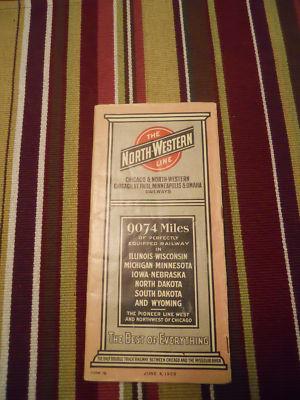 THE
NORTH-WESTERN
LINE
CHICAGO & NORTH-WESTERN
CHICAGO, ST. PAUL, MINNEAPOLIS & OMAHA
RAILWAYS
9074 Miles
OF PERFECTLY
EQUIPPED RAILWAY
IN
ILLINOIS-WISCONSIN
MICHIGAN-MINNESOTA
IOWA-NEBRASKA
NORTH DAKOTA
SOUTH DAKOTA
AND WYOMING
THE PIONEER LINE WEST
AND NORTHWEST OF CHICAGO
THE BEST OF EVERYTHING
THE ONLY DOUBLE TRACK RAILWAY BETWEEN CHICAGO AND THE MISSOURI RIVER
JUNE